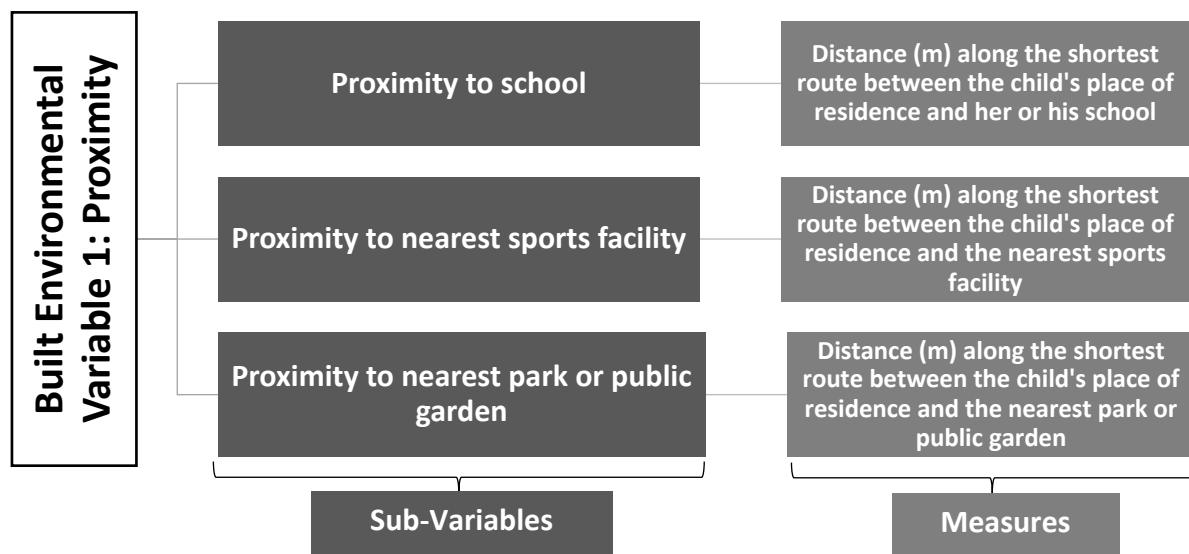 Built Environmental
Variable 1: Proximity
Proximity to school
Distance (m) along the shortest
route between the child's place of
residence and her or his school
Proximity to nearest sports facility
Distance (m) along the shortest
route between the child's place of
residence and the nearest sports
facility
Proximity to nearest park or public
garden
Distance (m) along the shortest
route between the child's place of
residence and the nearest park or
public garden
Sub-Variables
Measures